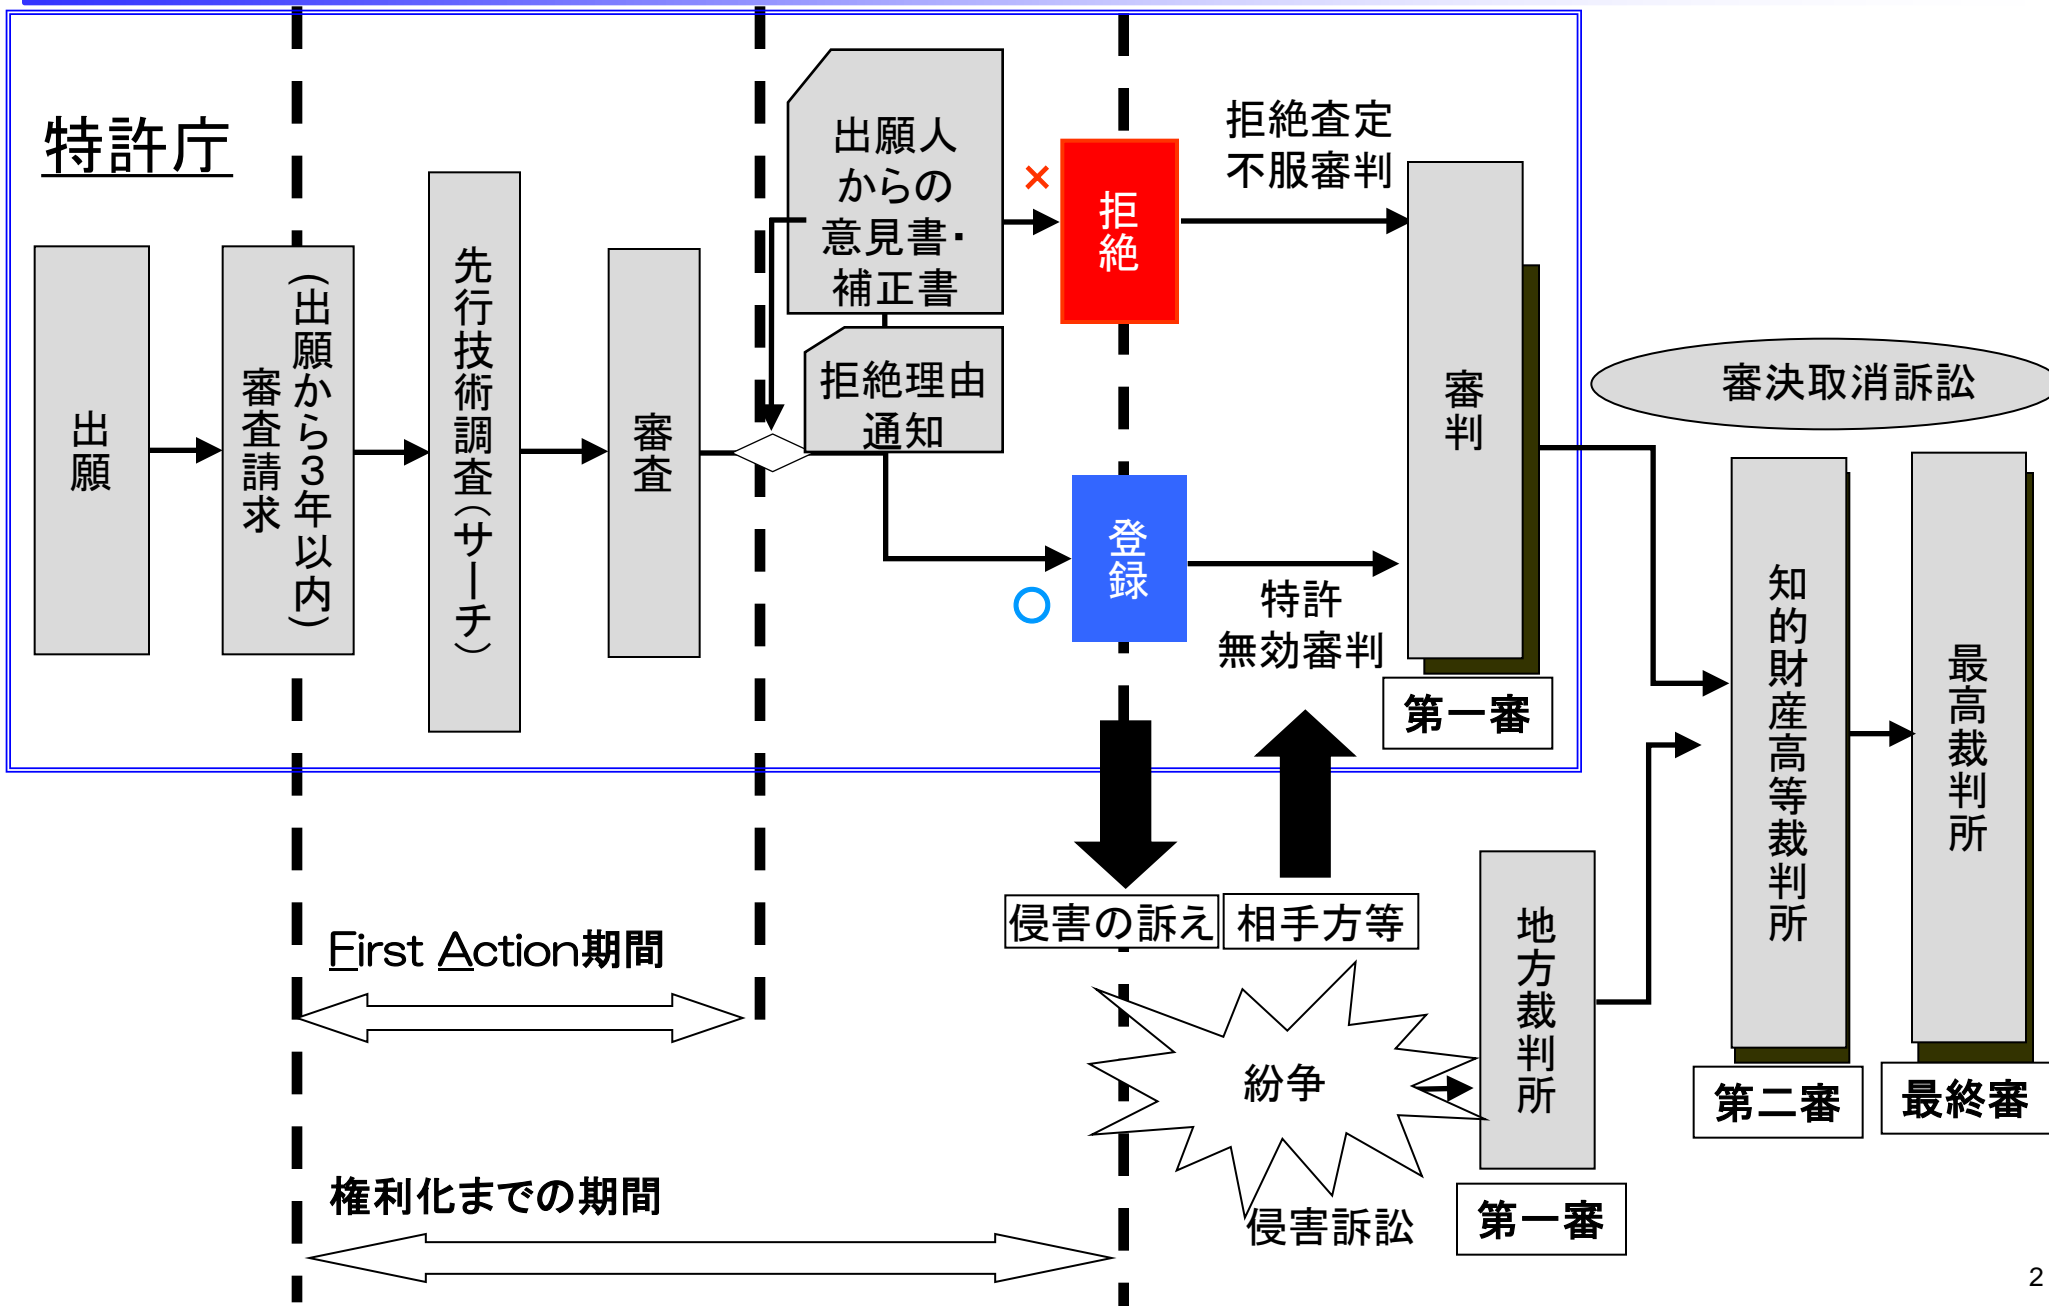 特許庁
出願
審査請求
(出願から3年以内)
先行技術調査(サーチ)
審査
出願人
からの
意見書・
補正書
拒絶理由
通知
×
拒絶
登録
拒絶査定
不服審判
特許
無効審判
審判
第一審
審決取消訴訟
知的財産高等裁判所
第二審
最高裁判所
最終審
侵害の訴え
相手方等
紛争
侵害訴訟
地方裁判所
第一審
First Action期間
権利化までの期間
2